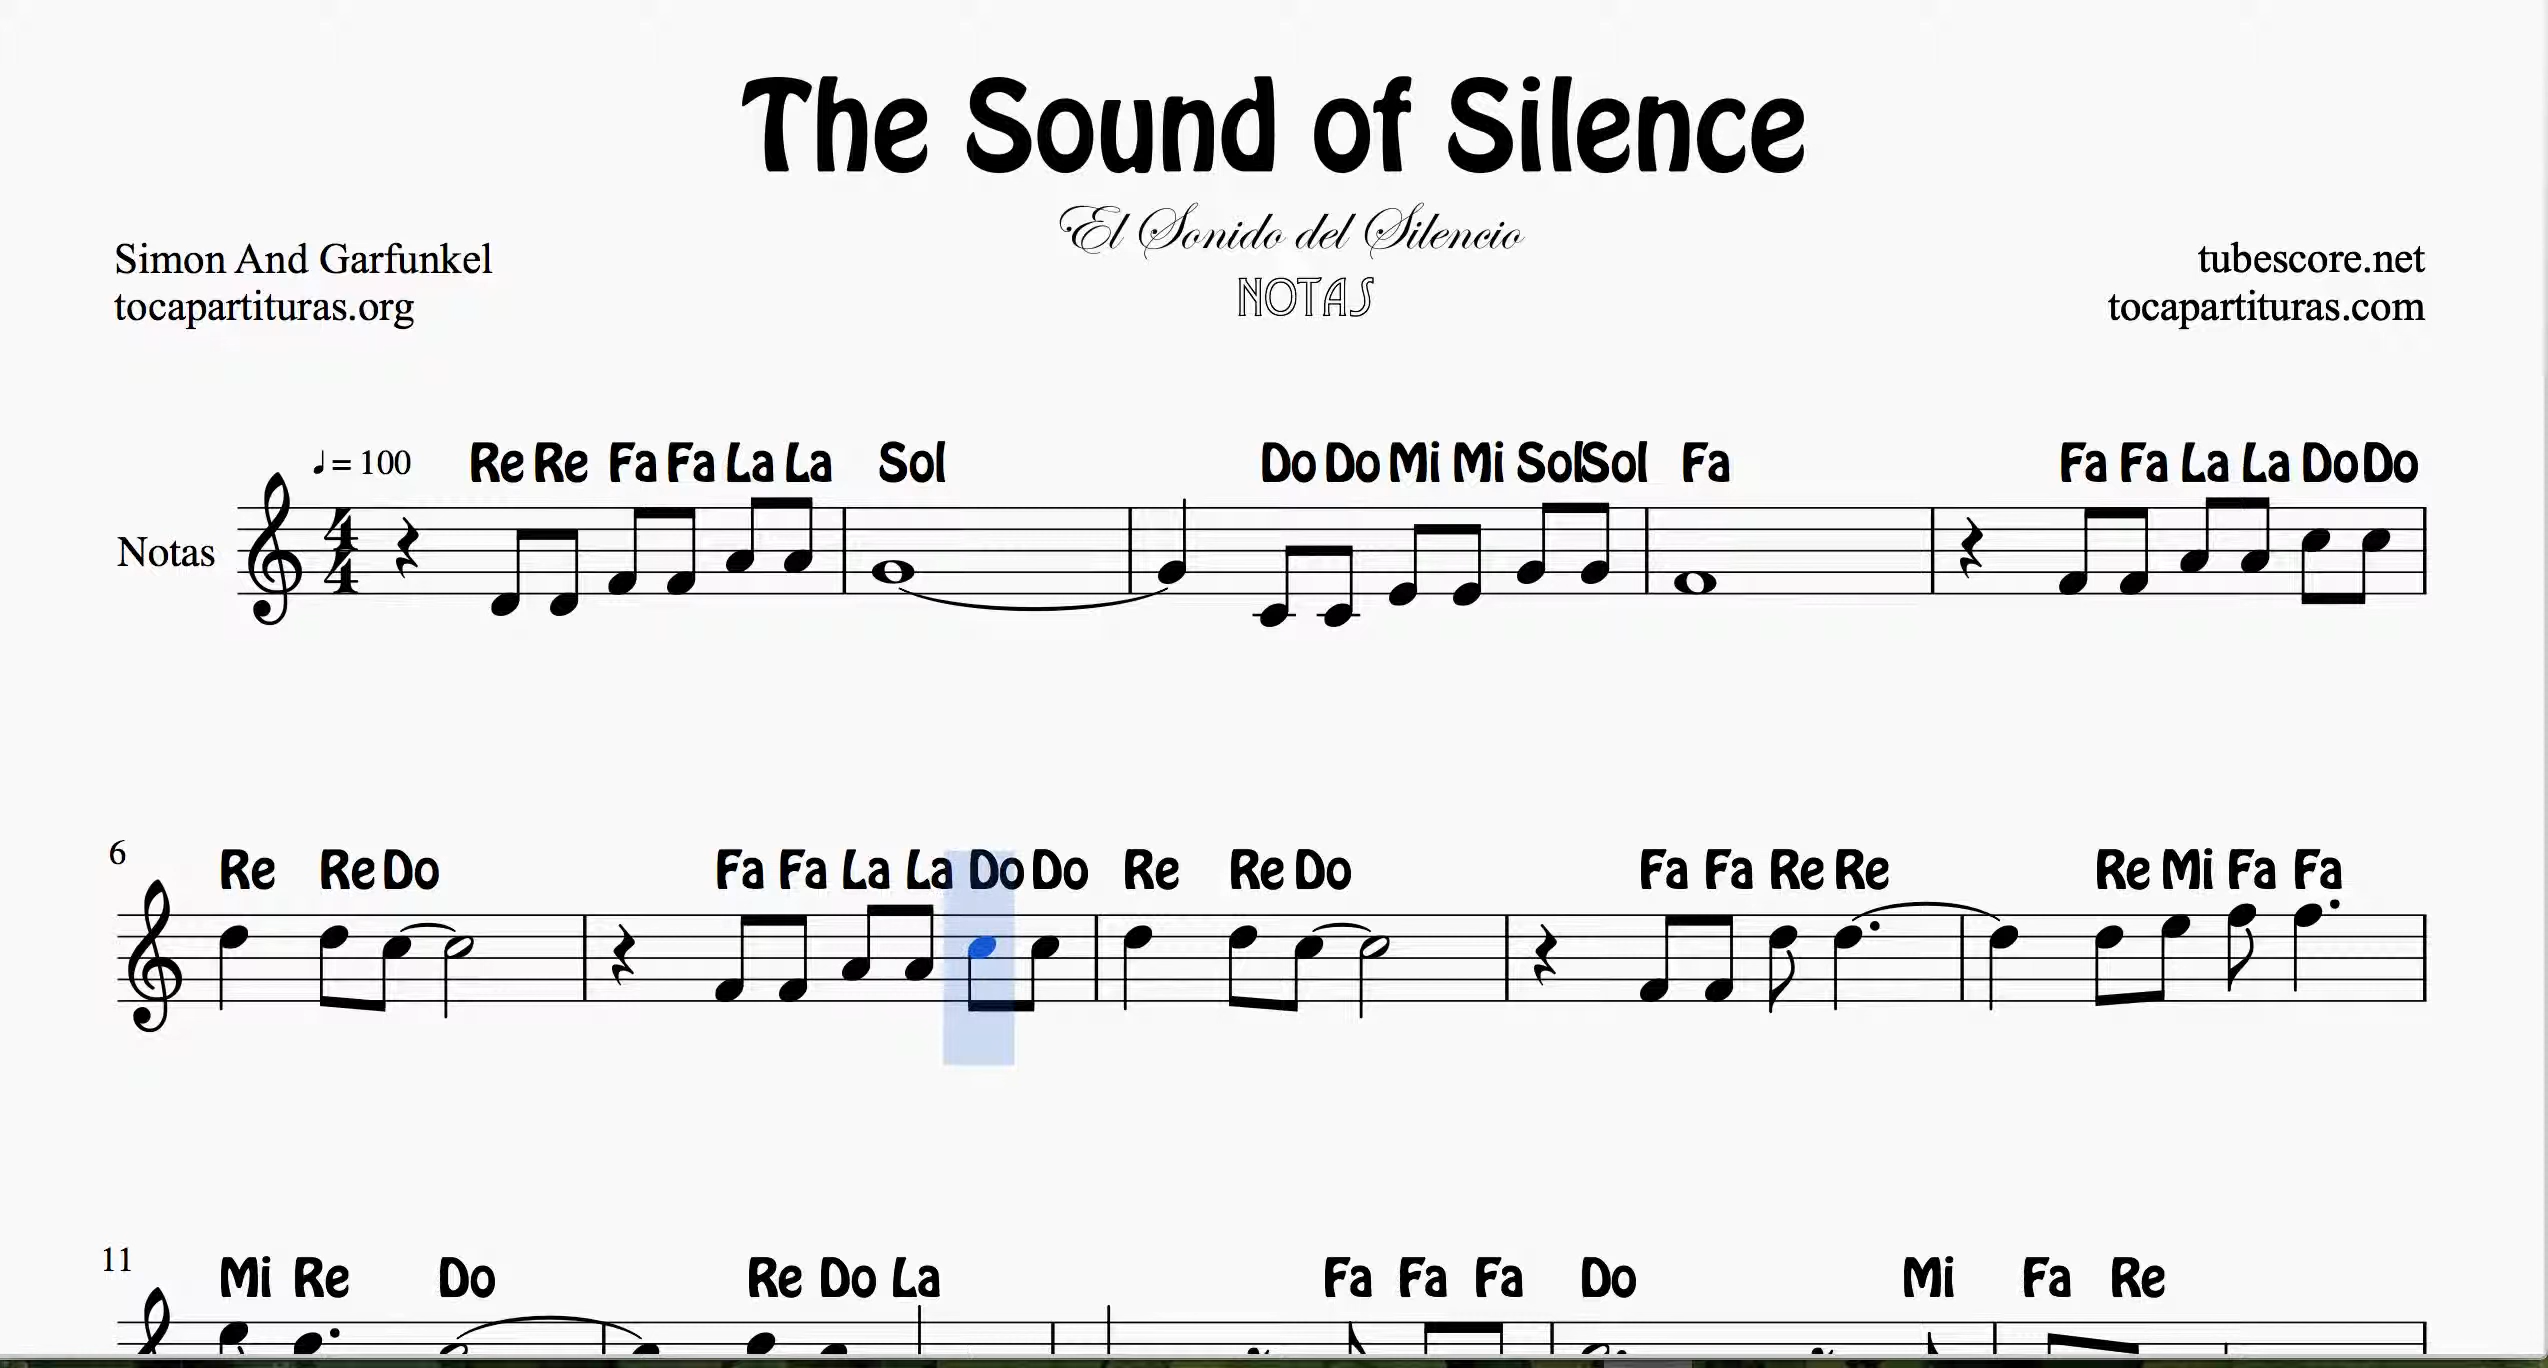 The Sound of Silence
El Sonido del Silencio
NOTAS
Simon And Garfunkel
tocapartituras.org
tubescore.net
tocapartituras.com
♩= 100
Re Re Fa Fa La La Sol Do Do Mi Mi Sol Sol Fa Fa Fa La La Do Do
Notas
4
4
6
Re Re Do Fa Fa La La Do Do Re Re Do Fa Fa Re Re Re Mi Fa Fa
11
Mi Re Do Re Do La Fa Fa Fa Do Mi Fa Re